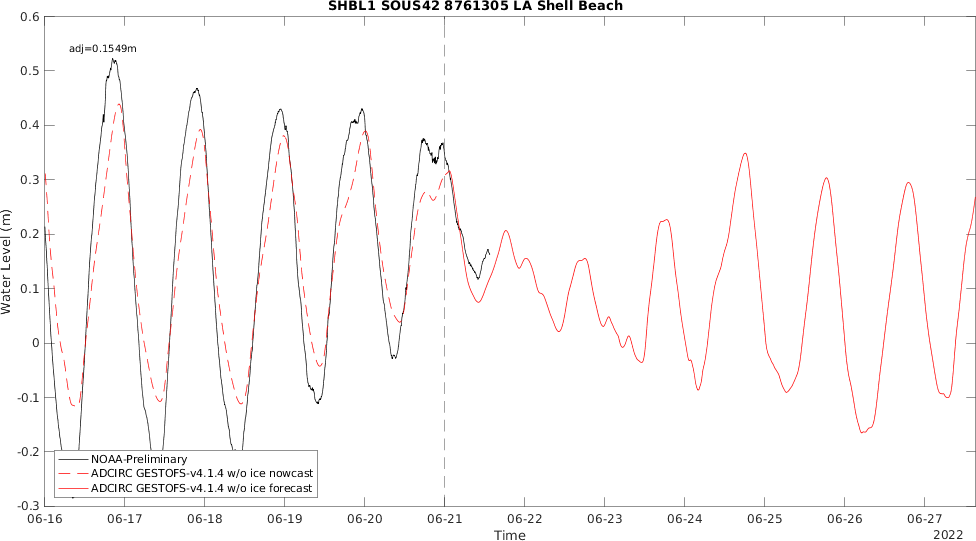 SHBL1 SOUS42 8761305 LA Shell Beach
0.6
adj=0.1549m
0.5
0.4
0.3
0.2
0.1
0
-0.1
-0.2
-0.3
Water Level (m)
NOAA-Preliminary
ADCIRC GESTOFS-v4.1.4 w/o ice nowcast
ADCIRC GESTOFS-v4.1.4 w/o ice forecast
06-16 06-17 06-18 06-19 06-20 06-21 06-22 06-23 06-24 06-25 06-26 06-27
Time
2022